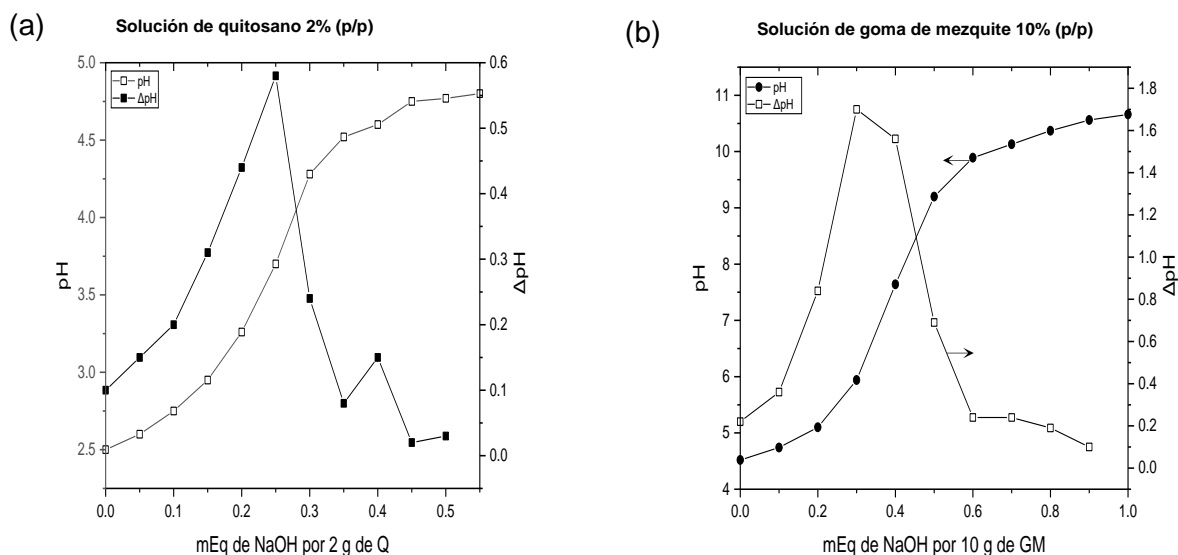 (a)
Solución de quitosano 2% (p/p)
5.0
4.5
4.0
3.5
3.0
2.5
pH
pH
ΔpH
0.6
0.5
0.4
0.3
0.2
0.1
0.0
ΔpH
0.0 0.1 0.2 0.3 0.4 0.5
mEq de NaOH por 2 g de Q
(b)
Solución de goma de mezquite 10% (p/p)
11
10
9
8
7
6
5
4
pH
pH
ΔpH
1.8
1.6
1.4
1.2
1.0
0.8
0.6
0.4
0.2
0.0
ΔpH
0.0 0.2 0.4 0.6 0.8 1.0
mEq de NaOH por 10 g de GM